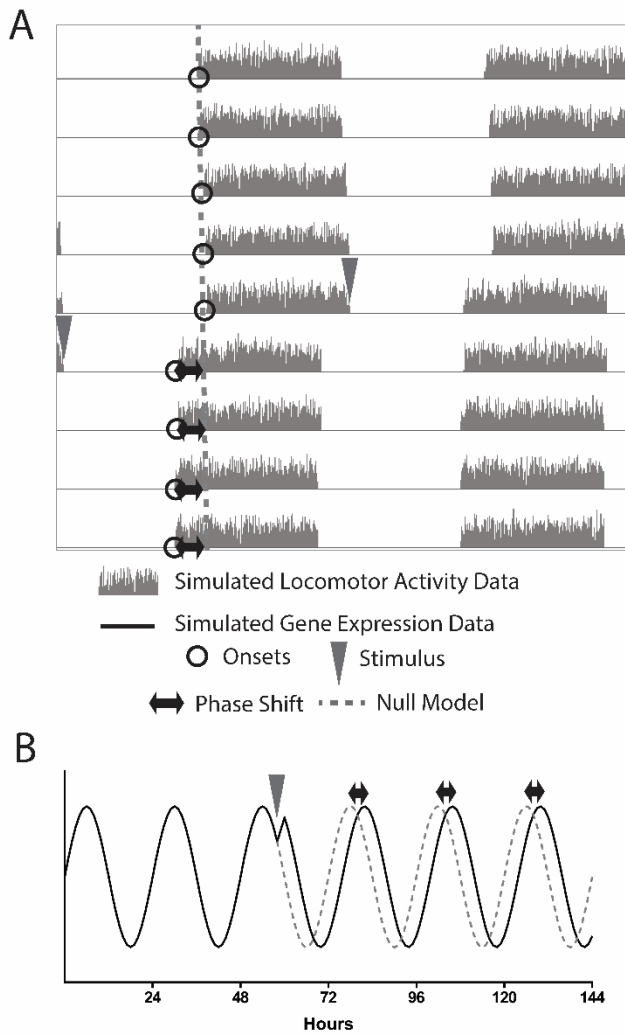 A
Simulated Locomotor Activity Data
Simulated Gene Expression Data
Onsets Stimulus
Phase Shift Null Model
B
24 48 72 96 120 144
Hours